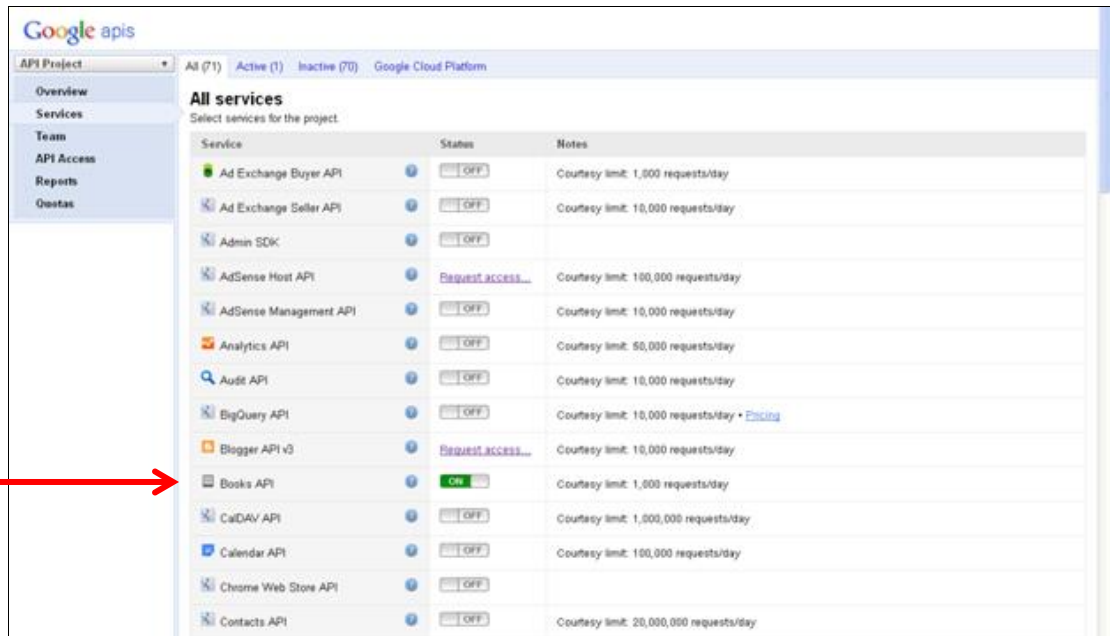 Google apis
API Project
All (71) Active (1) Inactive (70) Google Cloud Platform
Overview
Services
Team
API Access
Reports
Quotas
All services
Select services for the project.
Service Status Notes
Ad Exchange Buyer API OFF Courtesy limit: 1,000 requests/day
Ad Exchange Seller API OFF Courtesy limit: 10,000 requests/day
Admin SDK OFF
AdSense Host API Request access... Courtesy limit: 100,000 requests/day
AdSense Management API OFF Courtesy limit: 10,000 requests/day
Analytics API OFF Courtesy limit: 50,000 requests/day
Audit API OFF Courtesy limit: 10,000 requests/day
BigQuery API OFF Courtesy limit: 10,000 requests/day • Pricing
Blogger API v3 Request access... Courtesy limit: 10,000 requests/day
Books API ON Courtesy limit: 1,000 requests/day
CalDAV API OFF Courtesy limit: 1,000,000 requests/day
Calendar API OFF Courtesy limit: 100,000 requests/day
Chrome Web Store API OFF
Contacts API OFF Courtesy limit: 20,000,000 requests/day